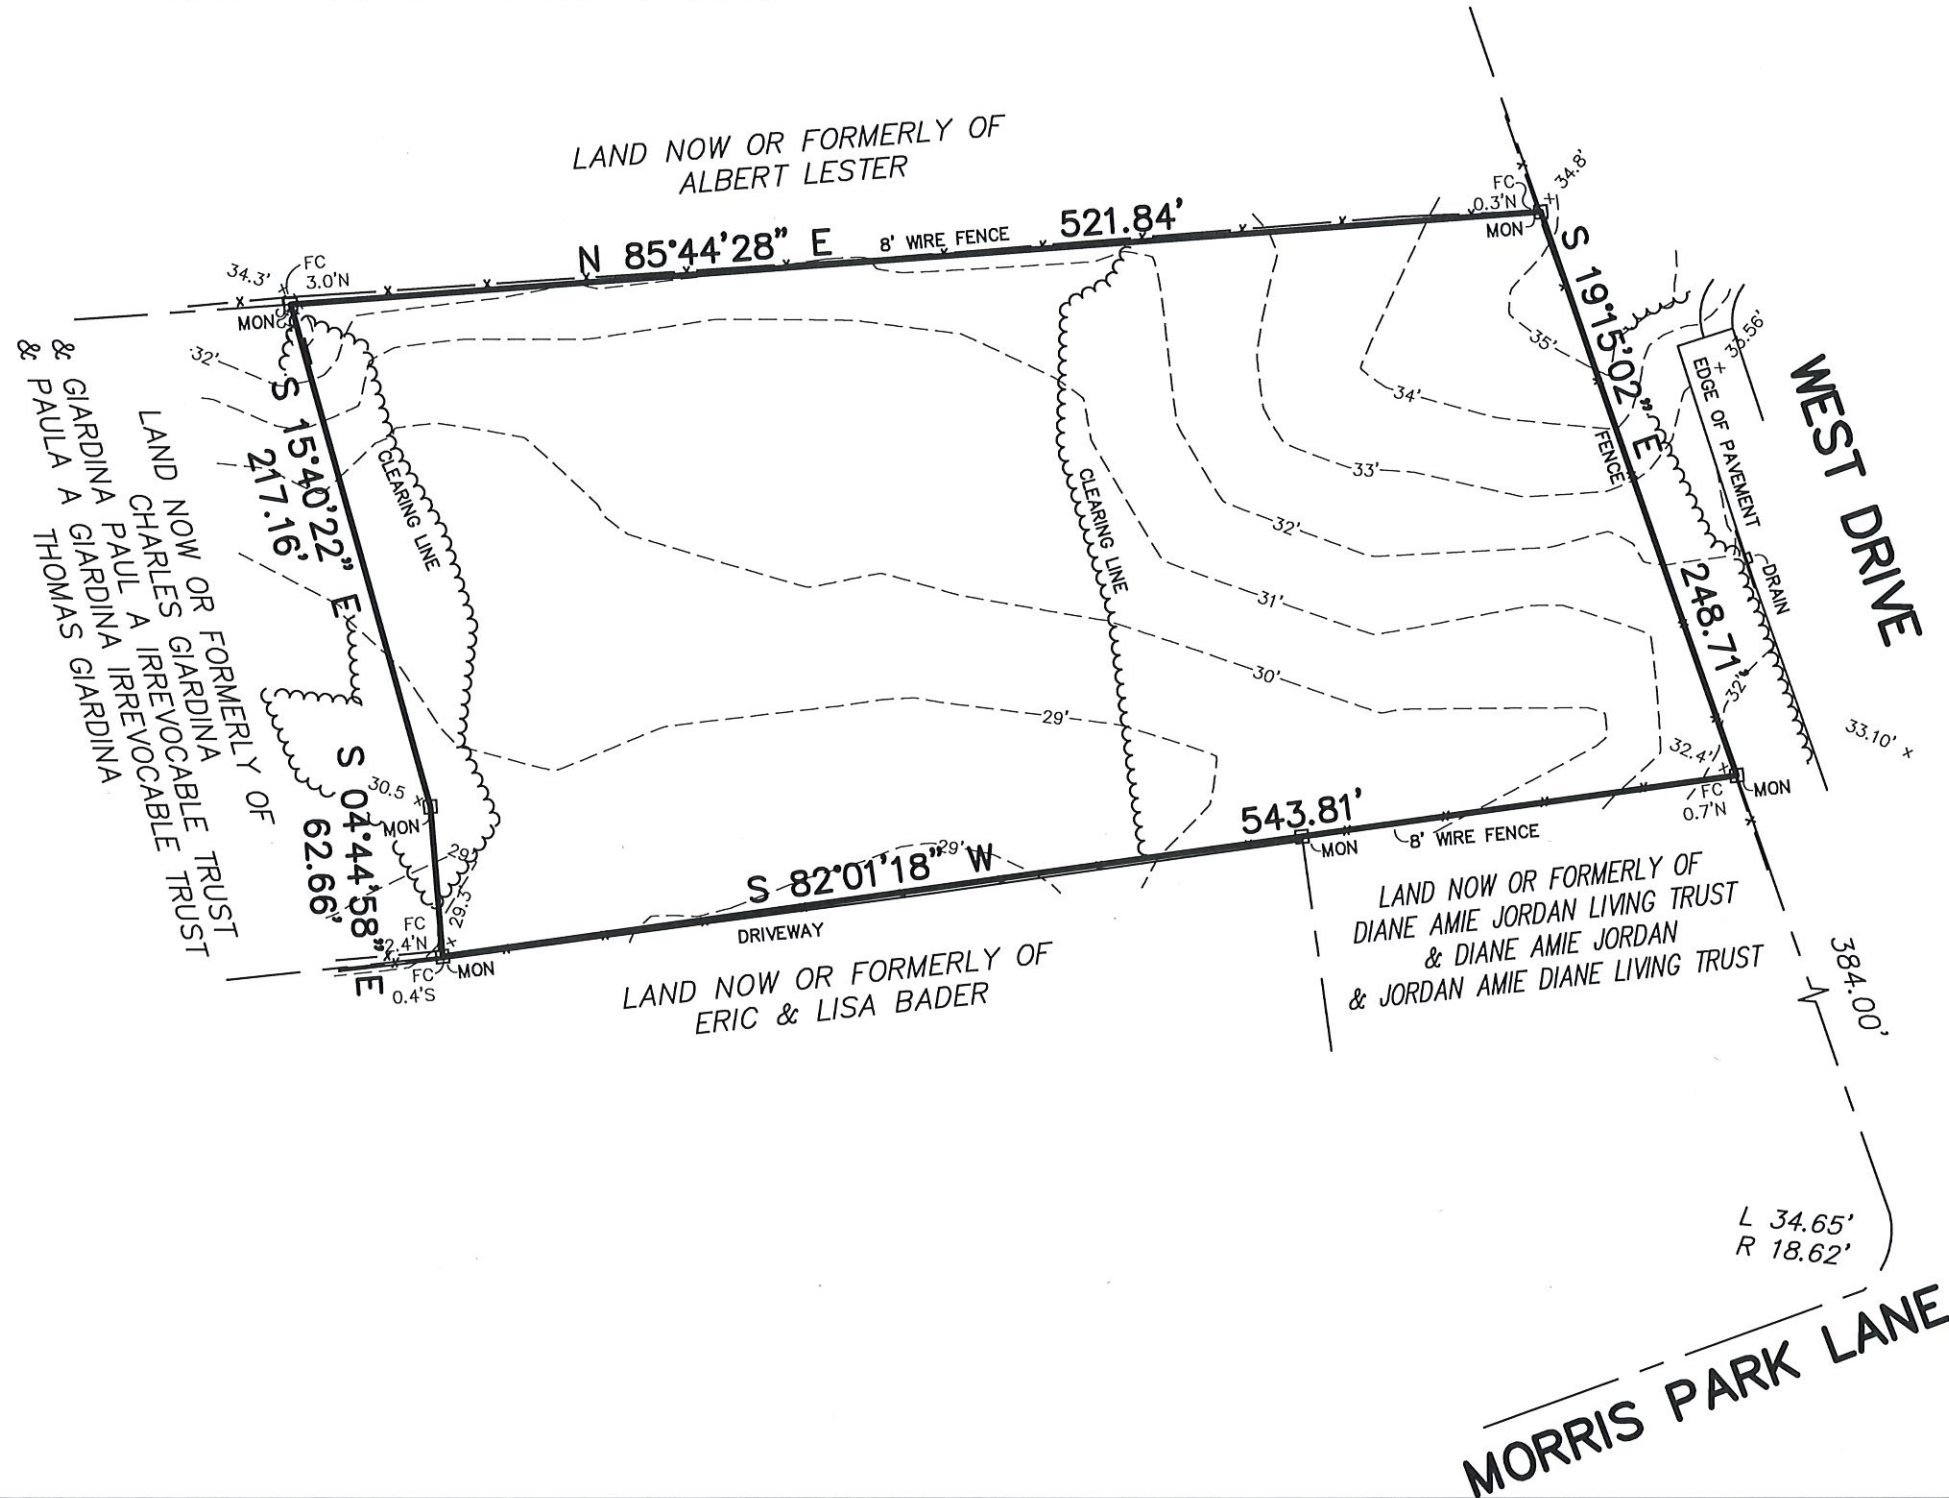 LAND NOW OR FORMERLY OF
ALBERT LESTER
N 85°44'28" E
8' WIRE FENCE
521.84'
FC
0.3'N
34.8'
MON
34.3'
FC
3.0'N
MON
32'
S 15°40'22" E
217.16'
CLEARING LINE
CLEARING LINE
S 19°15'02" E
248.71'
FENCE
35'
34'
33'
32'
31'
30'
29'
EDGE OF PAVEMENT
DRAIN
WEST DRIVE
32'
33.10'
32.4'
FC
0.7'N
MON
LAND NOW OR FORMERLY OF
CHARLES GIARDINA
PAUL A IRREVOCABLE TRUST
& GIARDINA PAUL A GIARDINA IRREVOCABLE TRUST
& PAULA A GIARDINA
THOMAS GIARDINA
30.5
MON
S 04°44'58" E
62.66'
29'
29.3'
FC
2.4'N
FC
0.4'S
MON
S 82°01'18" W
543.81'
29'
DRIVEWAY
MON
8' WIRE FENCE
LAND NOW OR FORMERLY OF
ERIC & LISA BADER
LAND NOW OR FORMERLY OF
DIANE AMIE JORDAN LIVING TRUST
& DIANE AMIE JORDAN
& JORDAN AMIE DIANE LIVING TRUST
384.00'
L 34.65'
R 18.62'
MORRIS PARK LANE